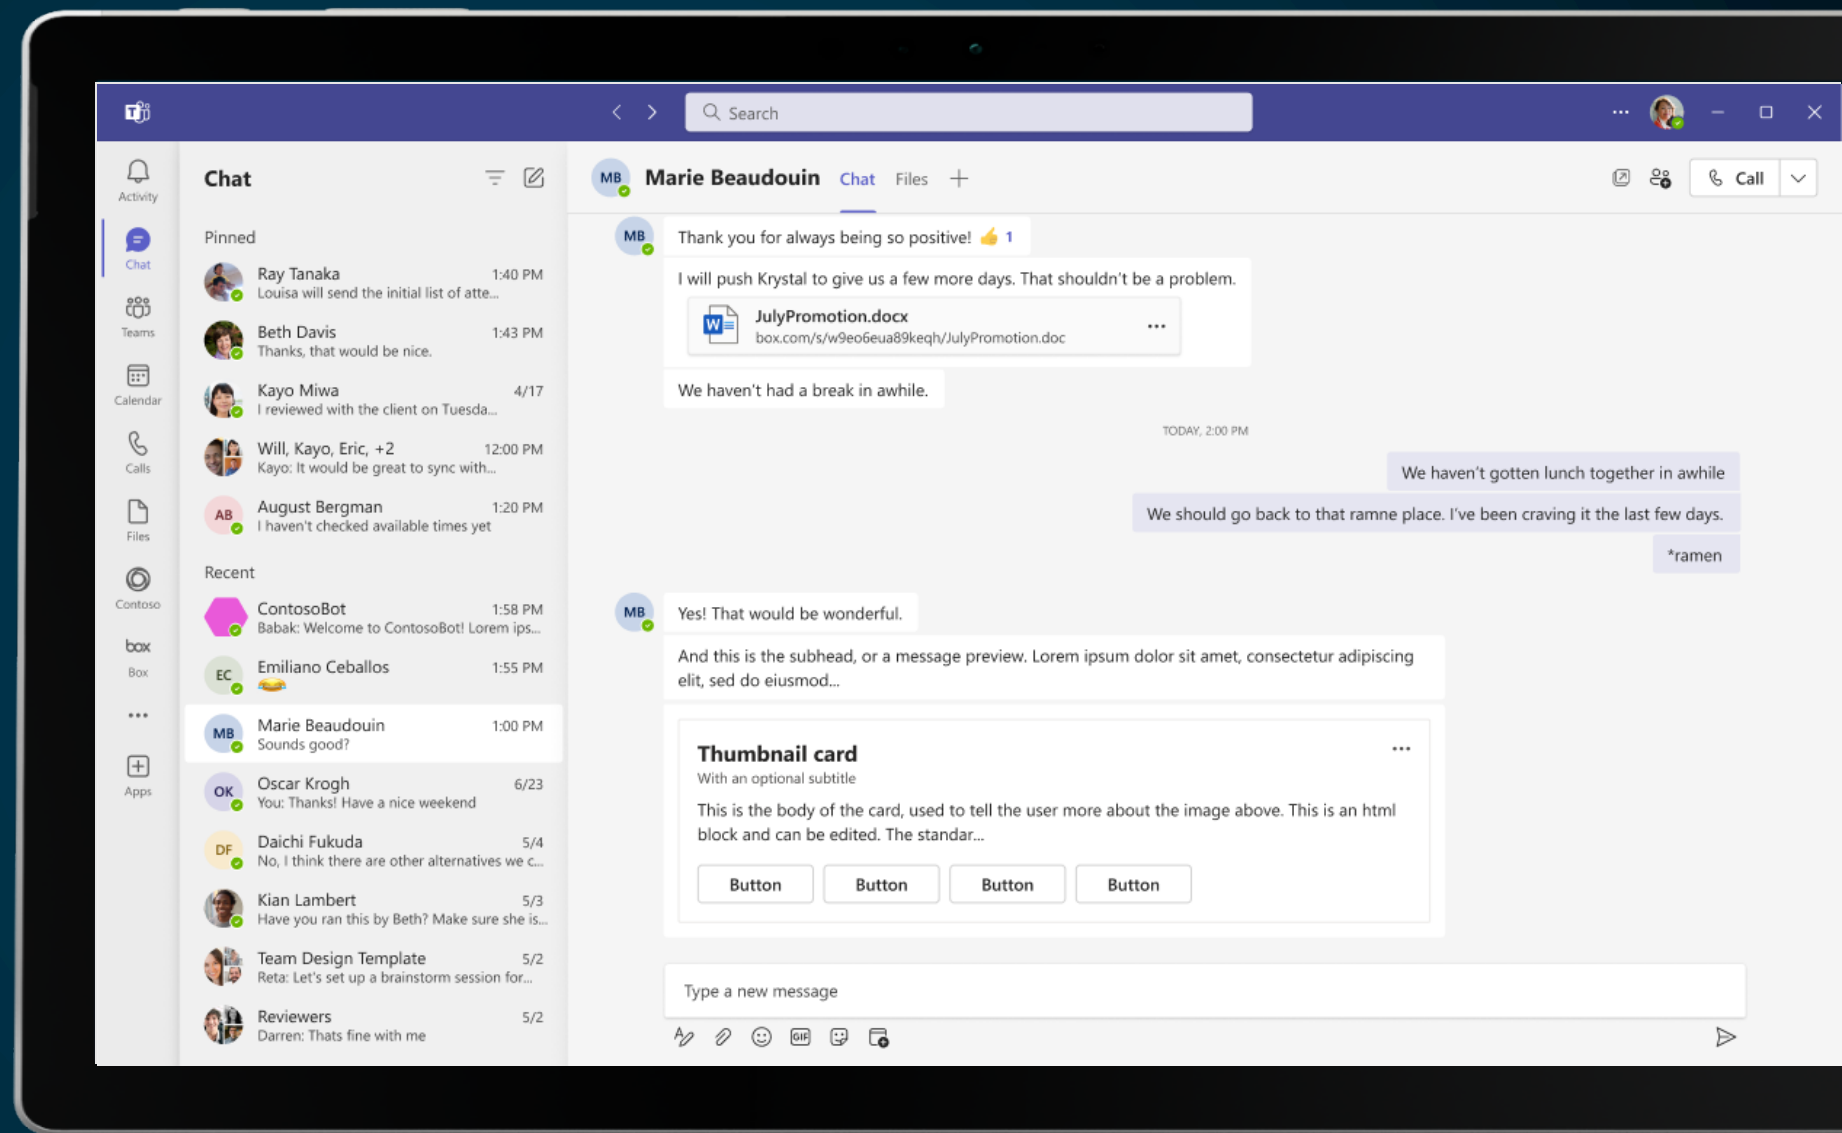 Search
Activity
Chat
Teams
Calendar
Calls
Files
Contoso
box
Box
Apps
Chat
Pinned
Ray Tanaka 1:40 PM
Louisa will send the initial list of atte...
Beth Davis 1:43 PM
Thanks, that would be nice.
Kayo Miwa 4/17
I reviewed with the client on Tuesda...
Will, Kayo, Eric, +2 12:00 PM
Kayo: It would be great to sync with...
AB
August Bergman 1:20 PM
I haven't checked available times yet
Recent
ContosoBot 1:58 PM
Babak: Welcome to ContosoBot! Lorem ips...
EC
Emiliano Ceballos 1:55 PM
MB
Marie Beaudouin 1:00 PM
Sounds good?
OK
Oscar Krogh 6/23
You: Thanks! Have a nice weekend
DF
Daichi Fukuda 5/4
No, I think there are other alternatives we c...
Kian Lambert 5/3
Have you ran this by Beth? Make sure she is...
Team Design Template 5/2
Reta: Let's set up a brainstorm session for...
Reviewers 5/2
Darren: Thats fine with me
MB Marie Beaudouin Chat Files Call
MB
Thank you for always being so positive! 👍 1
I will push Krystal to give us a few more days. That shouldn't be a problem.
W
JulyPromotion.docx
box.com/s/w9eo6eua89keqh/JulyPromotion.doc
We haven't had a break in awhile.
TODAY, 2:00 PM
We haven't gotten lunch together in awhile
We should go back to that ramne place. I've been craving it the last few days.
*ramen
MB
Yes! That would be wonderful.
And this is the subhead, or a message preview. Lorem ipsum dolor sit amet, consectetur adipiscing
elit, sed do eiusmod...
Thumbnail card
With an optional subtitle
This is the body of the card, used to tell the user more about the image above. This is an html
block and can be edited. The standar...
Button Button Button Button
Type a new message
GIF